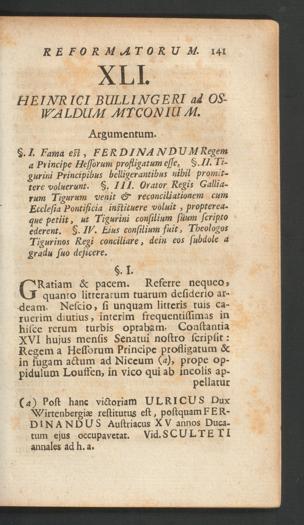 REFORMATORUM. 141
XLI.
HEINRICI BULLINGERI ad OS-
WALDUM MYCONIUM.
Argumentum.
§. I. Fama est, FERDINANDUM Regem
a Principe Hessorum profligatum esse, §. II. Ti-
gurini Principibus belligerantibus nihil promit-
tere voluerunt. §. III. Orator Regis Gallia-
rum Tigurum venit & reconciliationem cum
Ecclesia Pontificia instituere voluit, propterea-
que petiit, ut Tigurini consilium suum scripto
ederent. §. IV. Ejus consilium fuit, Theologos
Tigurinos Regi conciliare, dein eos subdole a
gradu suo dejicere.
§. I.
GRatiam & pacem. Referre nequeo,
quanto litterarum tuarum desiderio ar-
deam. Nescio, si unquam litteris tuis ca-
ruerim diutius, interim frequentissimas in
hisce rerum turbis optabam. Constantia
XVI hujus mensis Senatui nostro scripsit:
Regem a Hessorum Principe profligatum &
in fugam actum ad Niceum (a), prope op-
pidulum Louffen, in vico qui ab incolis ap-
pellatur
(a) Post hanc victoriam ULRICUS Dux
Wirtenbergiæ restitutus est, postquam FER-
DINANDUS Austriacus XV annos Duca-
tum ejus occupavetat. Vid. SCULTETI
annales ad h. a.